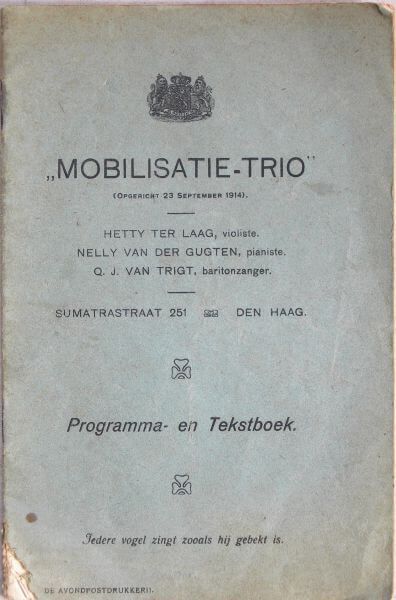 „MOBILISATIE-TRIO”
(OPGERICHT 23 SEPTEMBER 1914).
HETTY TER LAAG, violiste.
NELLY VAN DER GUGTEN, pianiste.
Q. J. VAN TRIGT, baritonzanger.
SUMATRASTRAAT 251 DEN HAAG.
Programma- en Tekstboek.
Iedere vogel zingt zooals hij gebekt is.
DE AVONDPOSTDRUKKERIJ.